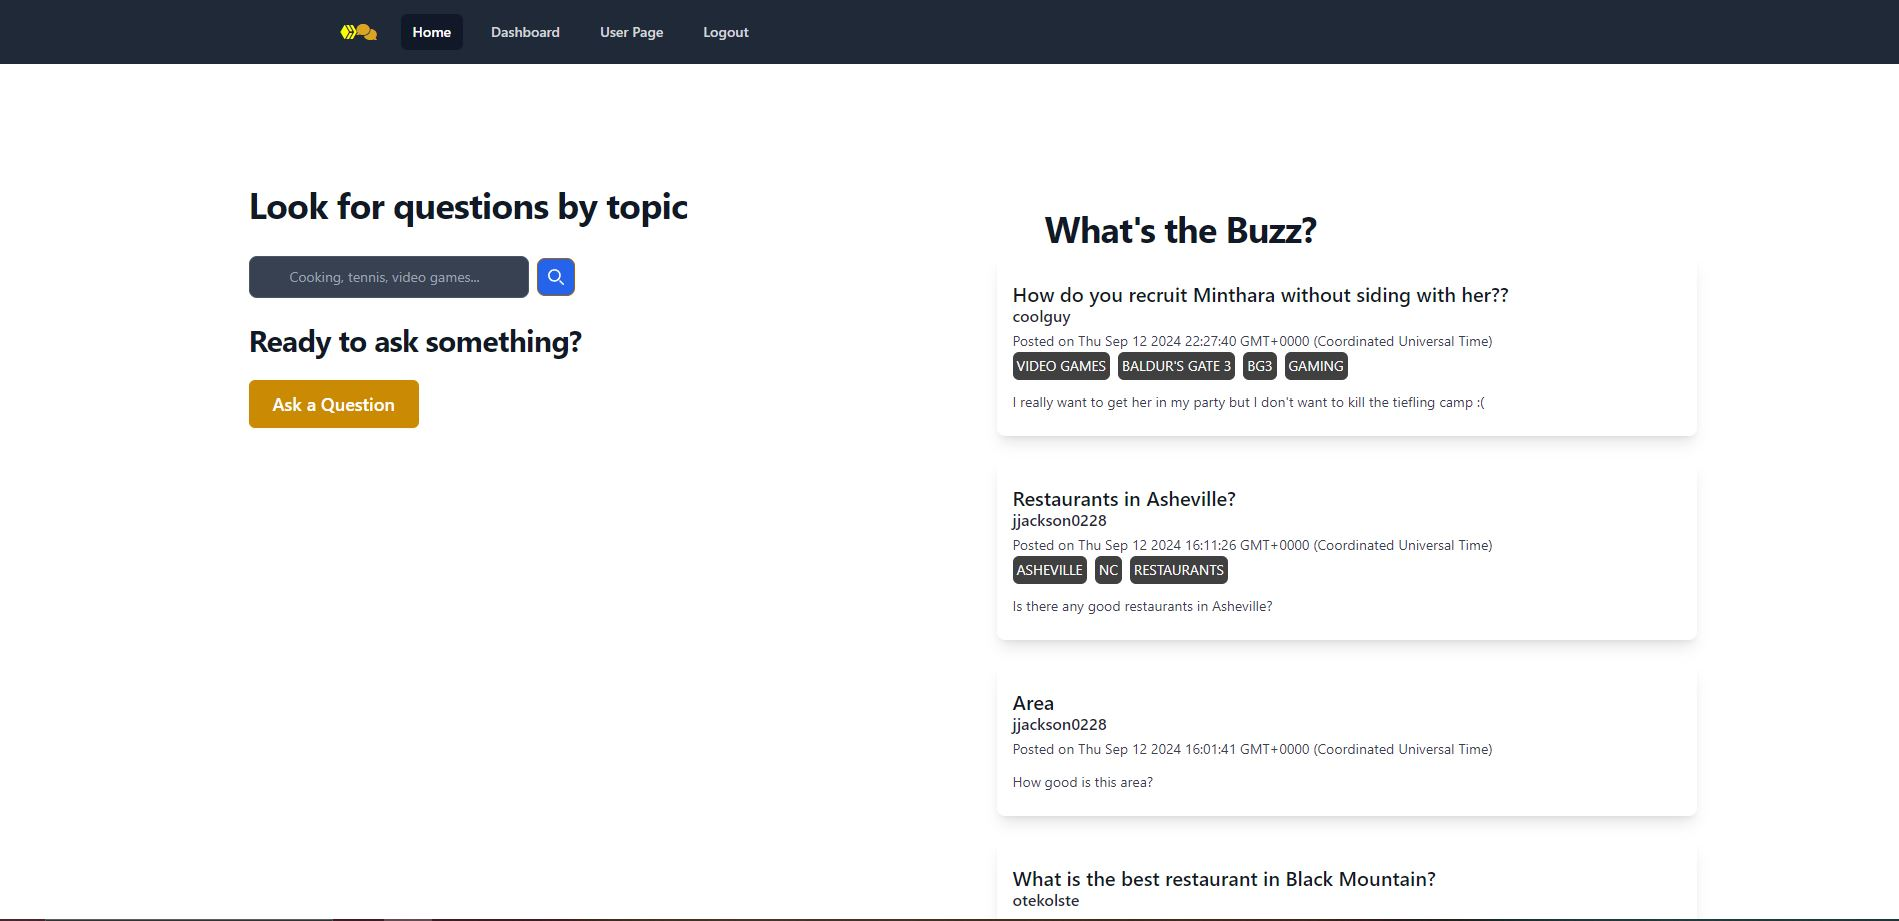 Home Dashboard User Page Logout
Look for questions by topic
Cooking, tennis, video games...
Ready to ask something?
Ask a Question
What's the Buzz?
How do you recruit Minthara without siding with her??
coolguy
Posted on Thu Sep 12 2024 22:27:40 GMT+0000 (Coordinated Universal Time)
VIDEO GAMES BALDUR'S GATE 3 BG3 GAMING
I really want to get her in my party but I don't want to kill the tiefling camp :(
Restaurants in Asheville?
jjackson0228
Posted on Thu Sep 12 2024 16:11:26 GMT+0000 (Coordinated Universal Time)
ASHEVILLE NC RESTAURANTS
Is there any good restaurants in Asheville?
Area
jjackson0228
Posted on Thu Sep 12 2024 16:01:41 GMT+0000 (Coordinated Universal Time)
How good is this area?
What is the best restaurant in Black Mountain?
otekolste